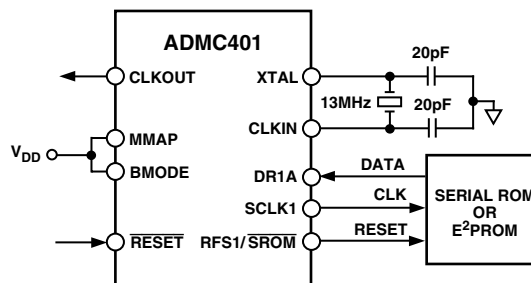 ADMC401
CLKOUT
XTAL
20pF
13MHz
20pF
CLKIN
V_DD
MMAP
BMODE
DR1A
DATA
SCLK1
CLK
RESET
RFS1/SROM
RESET
SERIAL ROM
OR
E²PROM